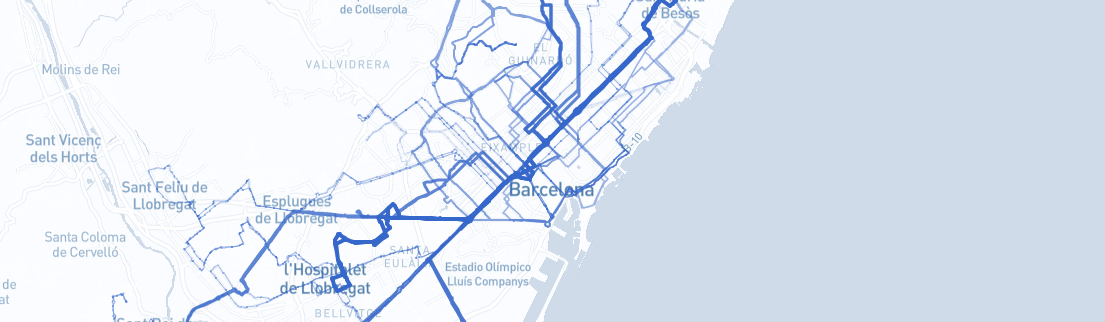 de Collserola
de Besòs
EL
GUINARDÓ
VALLVIDRERA
Molins de Rei
B-10
Sant Vicenç
dels Horts
EIXAMPLE
Sant Feliu de
Llobregat
Barcelona
Esplugues
de Llobregat
Santa Coloma
de Cervelló
SANTA
EULÀLIA
Estadio Olímpico
Lluís Companys
l'Hospitalet
de Llobregat
de
at
BELLVITGE